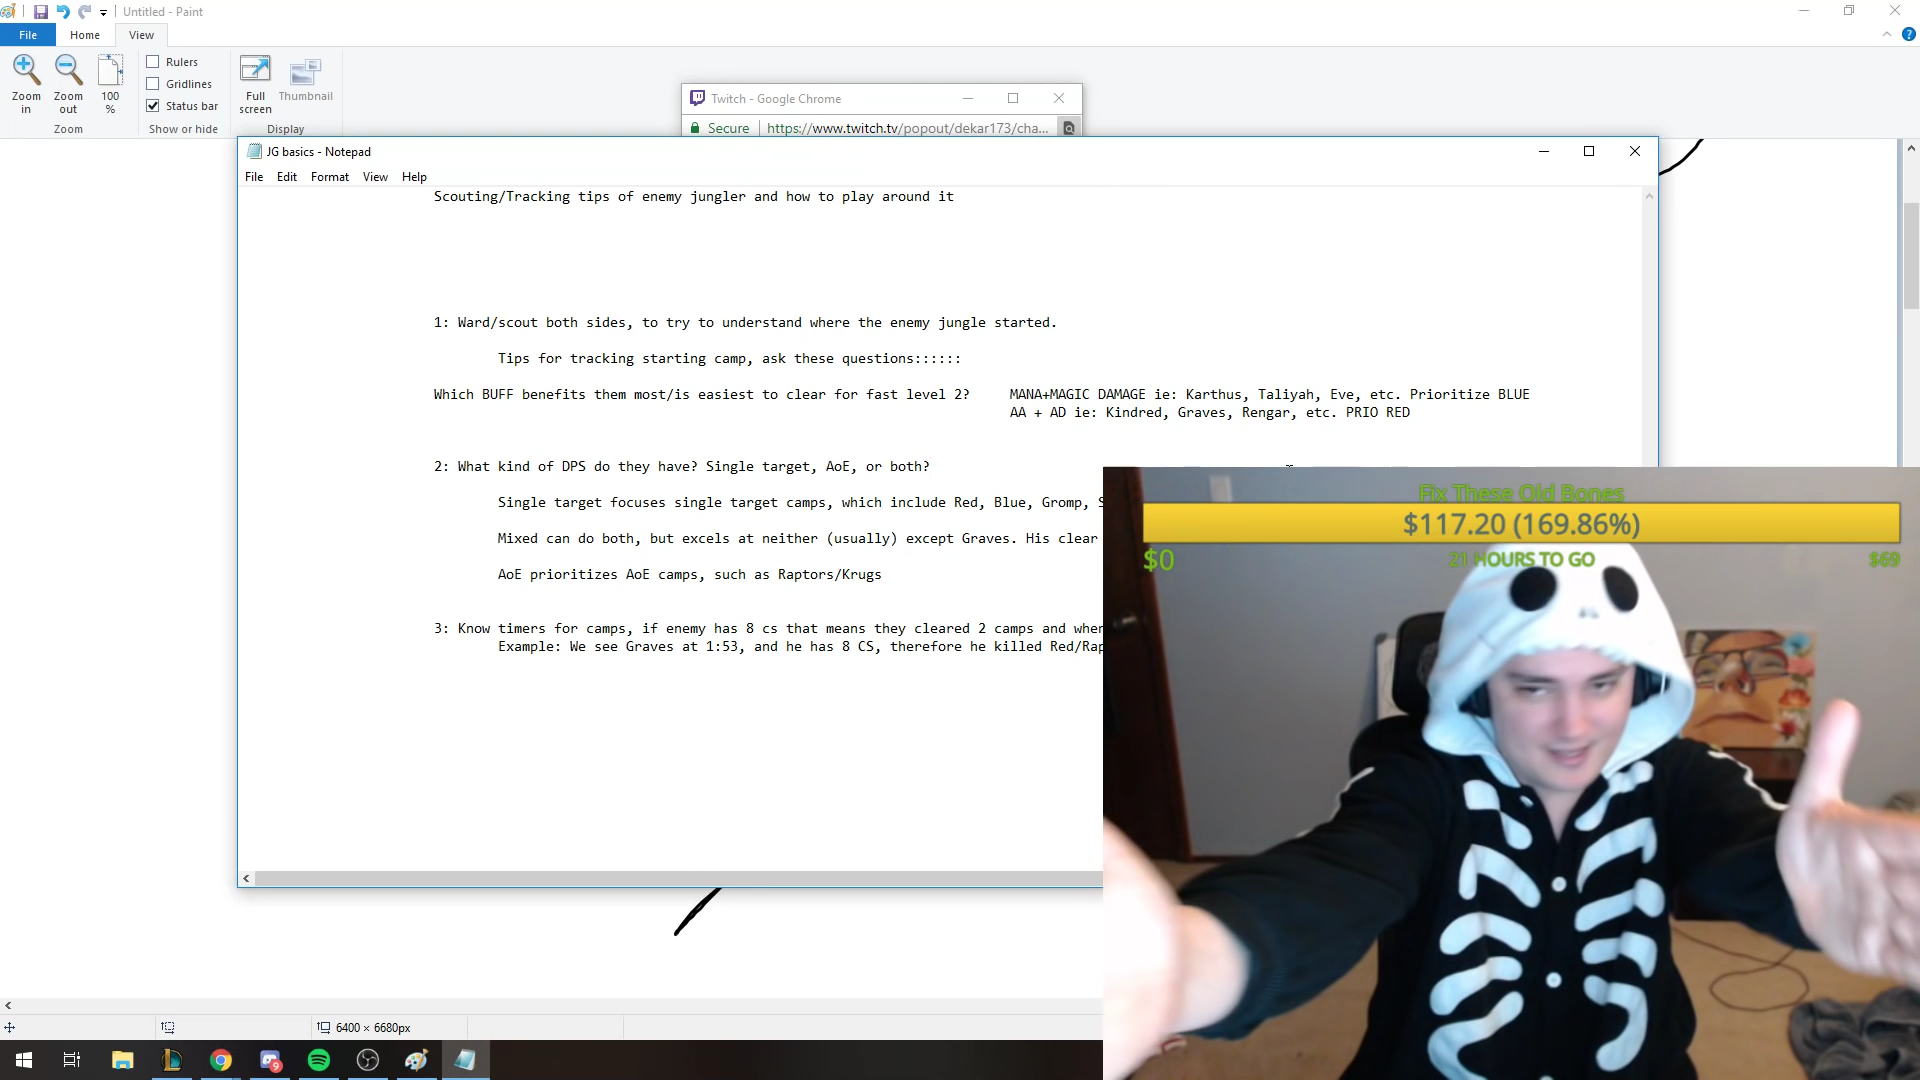 Untitled - Paint
File Home View
Zoom in
Zoom out
100 %
Rulers
Gridlines
Status bar
Full screen
Thumbnail
Zoom
Show or hide
Display
Twitch - Google Chrome
Secure https://www.twitch.tv/popout/dekar173/cha...
JG basics - Notepad
File Edit Format View Help
Scouting/Tracking tips of enemy jungler and how to play around it
1: Ward/scout both sides, to try to understand where the enemy jungle started.
Tips for tracking starting camp, ask these questions::::::
Which BUFF benefits them most/is easiest to clear for fast level 2? MANA+MAGIC DAMAGE ie: Karthus, Taliyah, Eve, etc. Prioritize BLUE
AA + AD ie: Kindred, Graves, Rengar, etc. PRIO RED
2: What kind of DPS do they have? Single target, AoE, or both?
Single target focuses single target camps, which include Red, Blue, Gromp, S
Mixed can do both, but excels at neither (usually) except Graves. His clear
AoE prioritizes AoE camps, such as Raptors/Krugs
3: Know timers for camps, if enemy has 8 cs that means they cleared 2 camps and wher
Example: We see Graves at 1:53, and he has 8 CS, therefore he killed Red/Rap
Fix These Old Bones
$117.20 (169.86%)
$0 21 HOURS TO GO $69
6400 × 6680px
9